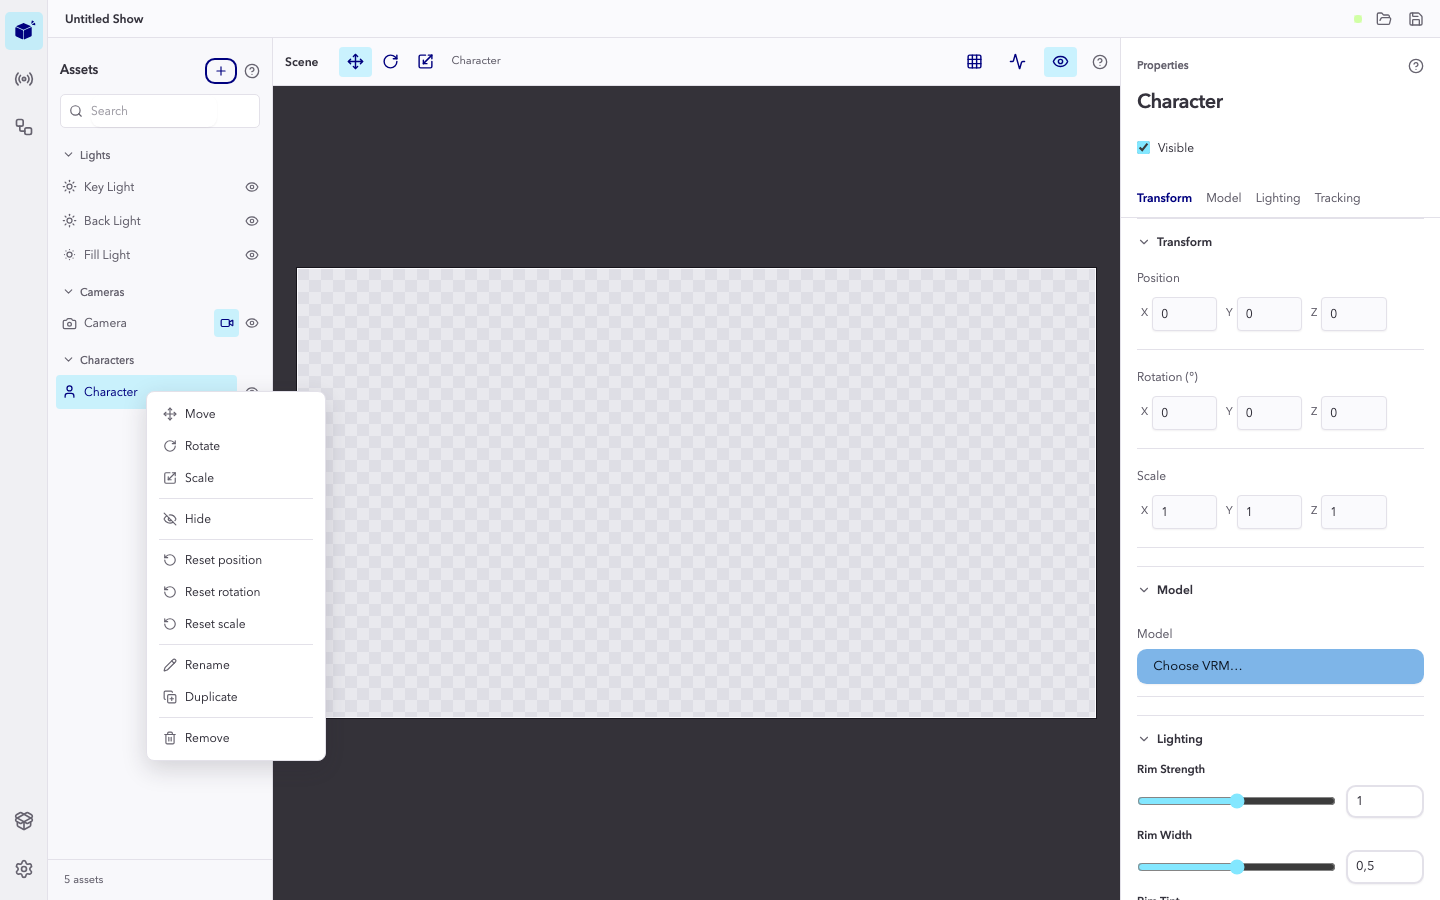 Untitled Show
Assets
Search
Lights
Key Light
Back Light
Fill Light
Cameras
Camera
Characters
Character
5 assets
Move
Rotate
Scale
Hide
Reset position
Reset rotation
Reset scale
Rename
Duplicate
Remove
Scene
Character
Properties
Character
Visible
Transform Model Lighting Tracking
Transform
Position
X 0 Y 0 Z 0
Rotation (°)
X 0 Y 0 Z 0
Scale
X 1 Y 1 Z 1
Model
Model
Choose VRM...
Lighting
Rim Strength
1
Rim Width
0,5
Rim Tint